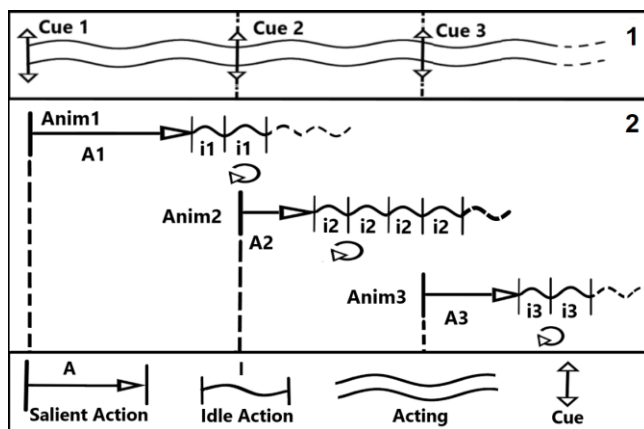 Cue 1 Cue 2 Cue 3 1
Anim1 2
A1 i1 i1
Anim2 A2 i2 i2 i2 i2
Anim3 A3 i3 i3
A I
Salient Action Idle Action Acting Cue